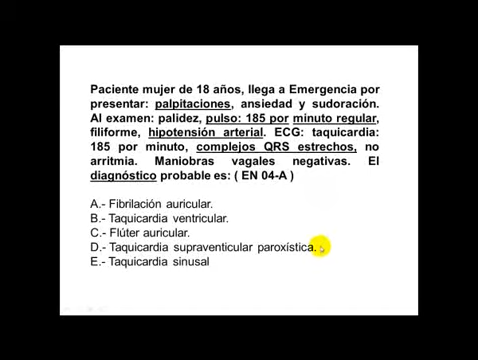 Paciente mujer de 18 años, llega a Emergencia por
presentar: palpitaciones, ansiedad y sudoración.
Al examen: palidez, pulso: 185 por minuto regular,
filiforme, hipotensión arterial. ECG: taquicardia:
185 por minuto, complejos QRS estrechos, no
arritmia. Maniobras vagales negativas. El
diagnóstico probable es: ( EN 04-A )
A.- Fibrilación auricular.
B.- Taquicardia ventricular.
C.- Flúter auricular.
D.- Taquicardia supraventicular paroxística.
E.- Taquicardia sinusal